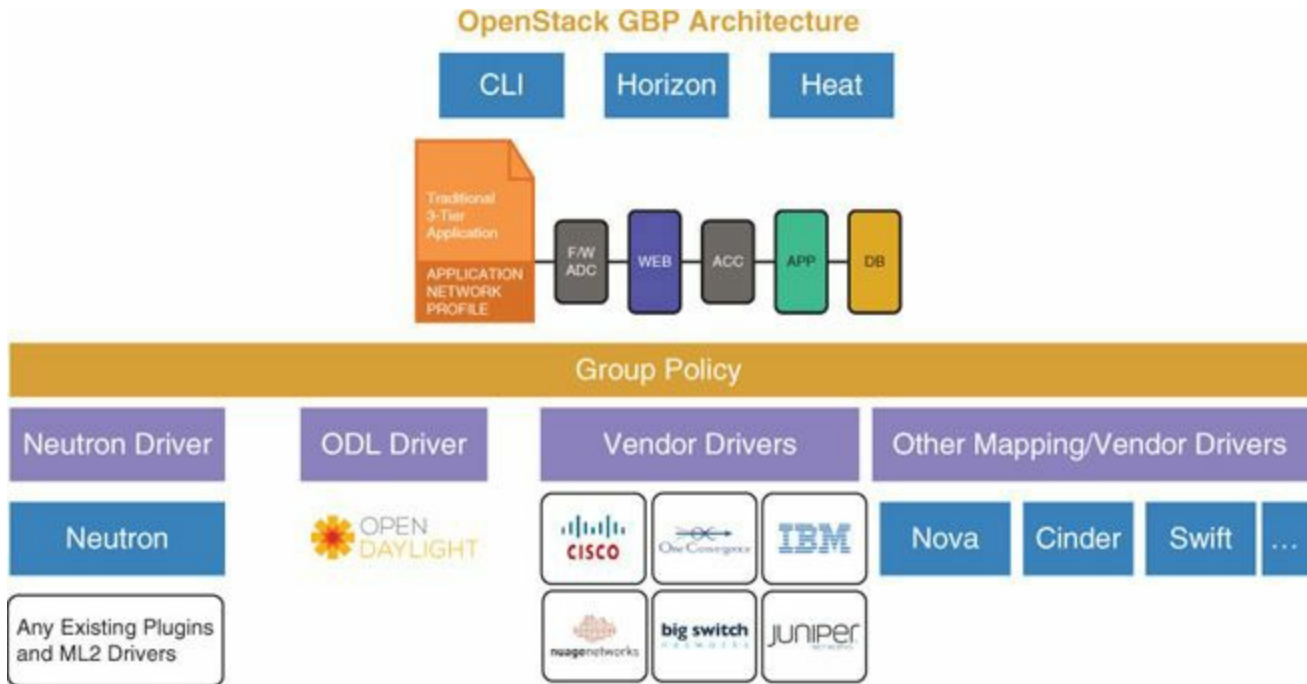 OpenStack GBP Architecture
CLI
Horizon
Heat
Traditional
3-Tier
Application
APPLICATION
NETWORK
PROFILE
F/W
ADC
WEB
ACC
APP
DB
Group Policy
Neutron Driver
ODL Driver
Vendor Drivers
Other Mapping/Vendor Drivers
Neutron
OPEN
DAYLIGHT
CISCO
One Convergence
IBM
Nova
Cinder
Swift
...
Any Existing Plugins
and ML2 Drivers
nuagenetworks
big switch
networks
JUNIPER
NETWORKS